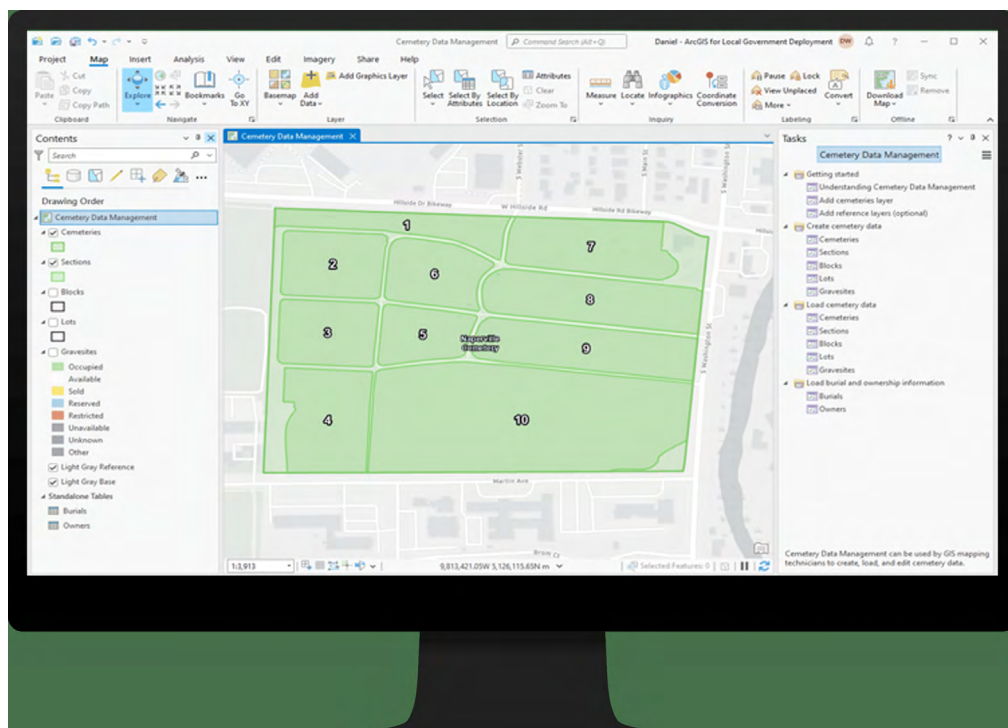 Cemetery Data Management
Command Search (Alt+Q)
Daniel - ArcGIS for Local Government Deployment
DW
?
Project Map Insert Analysis View Edit Imagery Share Help
Paste
Cut
Copy
Copy Path
Clipboard
Explore
Bookmarks
Go To XY
Navigate
Basemap
Add Data
Add Graphics Layer
Layer
Select
Select By Attributes
Select By Location
Attributes
Clear
Zoom To
Selection
Measure
Locate
Infographics
Coordinate Conversion
Inquiry
Pause
Lock
View Unplaced
More
Convert
Labeling
Download Map
Sync
Remove
Offline
Contents
Search
Drawing Order
Cemetery Data Management
Cemeteries
Sections
Blocks
Lots
Gravesites
Occupied
Available
Sold
Reserved
Restricted
Unavailable
Unknown
Other
Light Gray Reference
Light Gray Base
Standalone Tables
Burials
Owners
Cemetery Data Management
S Webster S
S Main St
S Washington St
Hillside Dr Bikeway
W Hillside Rd
Hillside Rd Bikeway
1
2
6
7
8
3
5
Naperville
Cemetery
9
S Washington St
4
10
Martin Ave
Brom Ct
1:3,913
9,813,421.05W 5,126,115.65N m
Selected Features: 0
Tasks
?
Cemetery Data Management
Getting started
Understanding Cemetery Data Management
Add cemeteries layer
Add reference layers (optional)
Create cemetery data
Cemeteries
Sections
Blocks
Lots
Gravesites
Load cemetery data
Cemeteries
Sections
Blocks
Lots
Gravesites
Load burial and ownership information
Burials
Owners
Cemetery Data Management can be used by GIS mapping
technicians to create, load, and edit cemetery data.